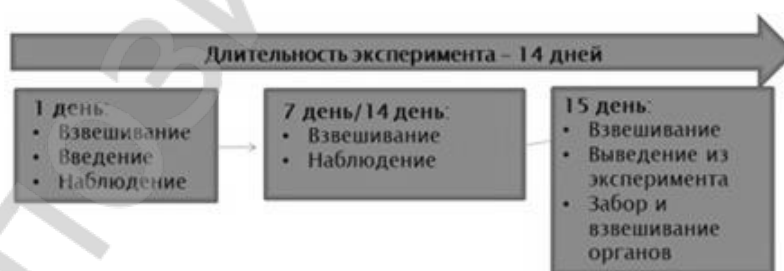 Длительность эксперимента – 14 дней
1 день:
• Взвешивание
• Введение
• Наблюдение
7 день/14 день:
• Взвешивание
• Наблюдение
15 день:
• Взвешивание
• Выведение из
эксперимента
• Забор и
взвешивание
органов